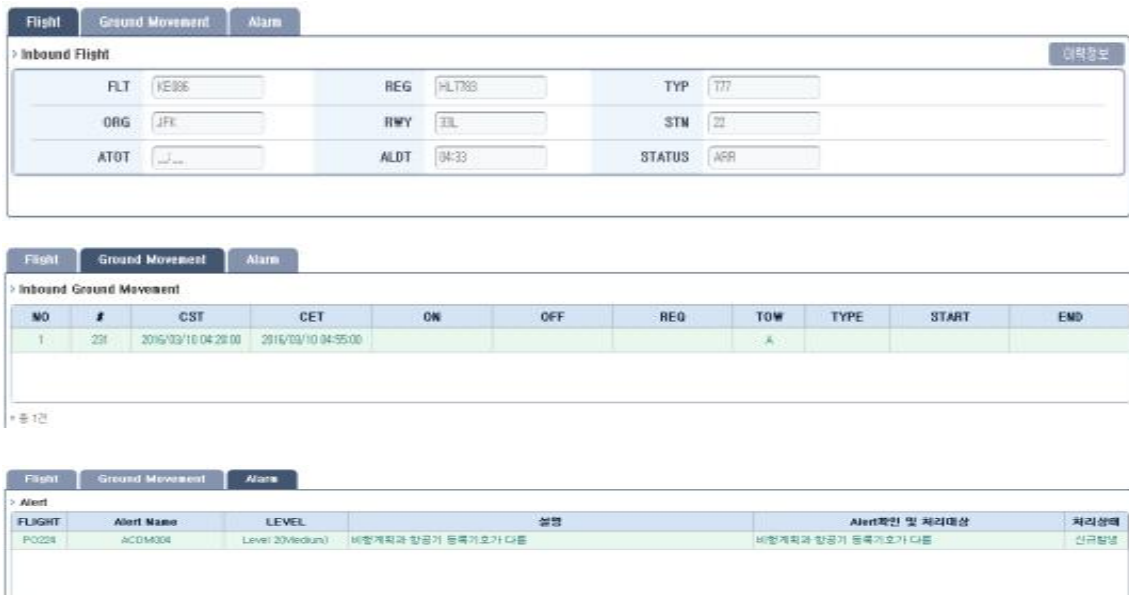 Flight Ground Movement Alarm
> Inbound Flight 이력정보
FLT KE086 REG HL7783 TYP 777
ORG JFK RWY 33L STN 22
ATOT __:__ ALDT 04:33 STATUS ARR
Flight Ground Movement Alarm
> Inbound Ground Movement
NO # CST CET ON OFF REQ TOW TYPE START END
1 231 2016/03/10 04:20:00 2016/03/10 04:55:00 A
* 총 1건
Flight Ground Movement Alarm
> Alert
FLIGHT Alert Name LEVEL 설명 Alert확인 및 처리대상 처리상태
PO224 ACDM004 Level 2(Medium) 비행계획과 항공기 등록기호가 다름 비행계획과 항공기 등록기호가 다름